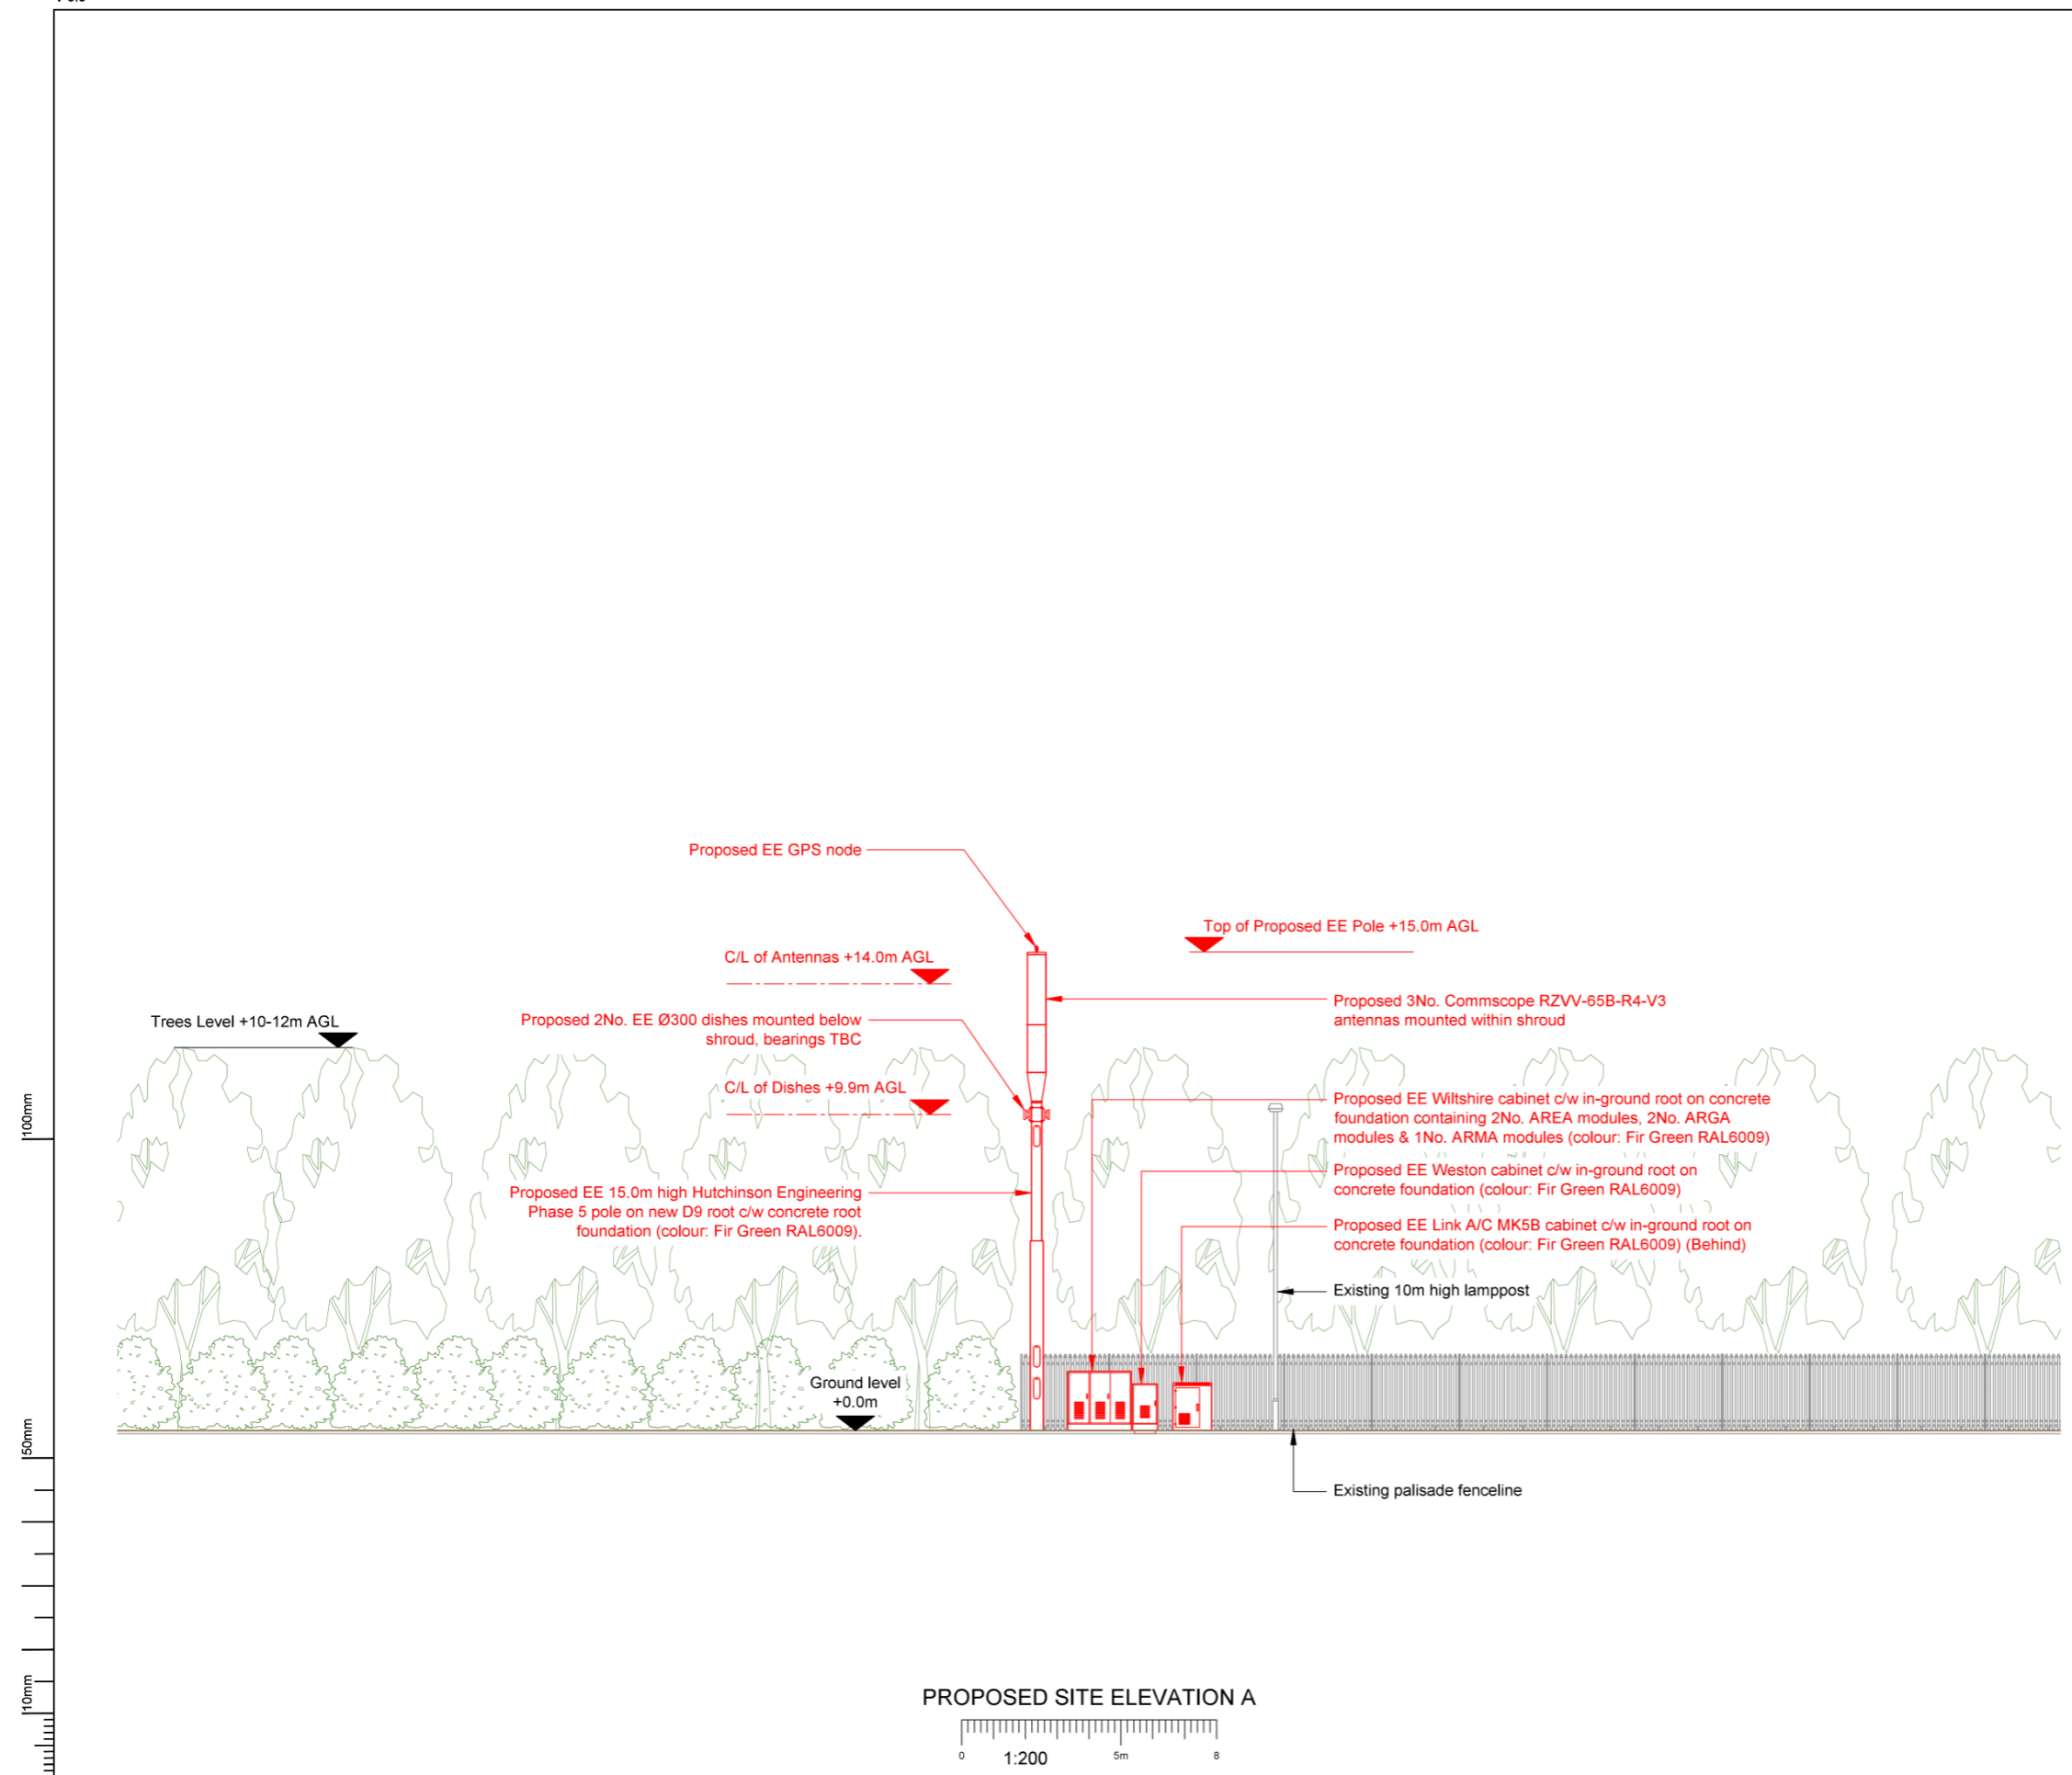 Proposed EE GPS node
Top of Proposed EE Pole +15.0m AGL
C/L of Antennas +14.0m AGL
Proposed 3No. Commscope RZVV-65B-R4-V3
antennas mounted within shroud
Trees Level +10-12m AGL
Proposed 2No. EE Ø300 dishes mounted below
shroud, bearings TBC
C/L of Dishes +9.9m AGL
Proposed EE Wiltshire cabinet c/w in-ground root on concrete
foundation containing 2No. AREA modules, 2No. ARGA
modules & 1No. ARMA modules (colour: Fir Green RAL6009)
Proposed EE Weston cabinet c/w in-ground root on
concrete foundation (colour: Fir Green RAL6009)
Proposed EE 15.0m high Hutchinson Engineering
Phase 5 pole on new D9 root c/w concrete root
foundation (colour: Fir Green RAL6009).
Proposed EE Link A/C MK5B cabinet c/w in-ground root on
concrete foundation (colour: Fir Green RAL6009) (Behind)
Existing 10m high lamppost
Ground level
+0.0m
Existing palisade fenceline
100mm
50mm
10mm
PROPOSED SITE ELEVATION A
0 5m 8
1:200